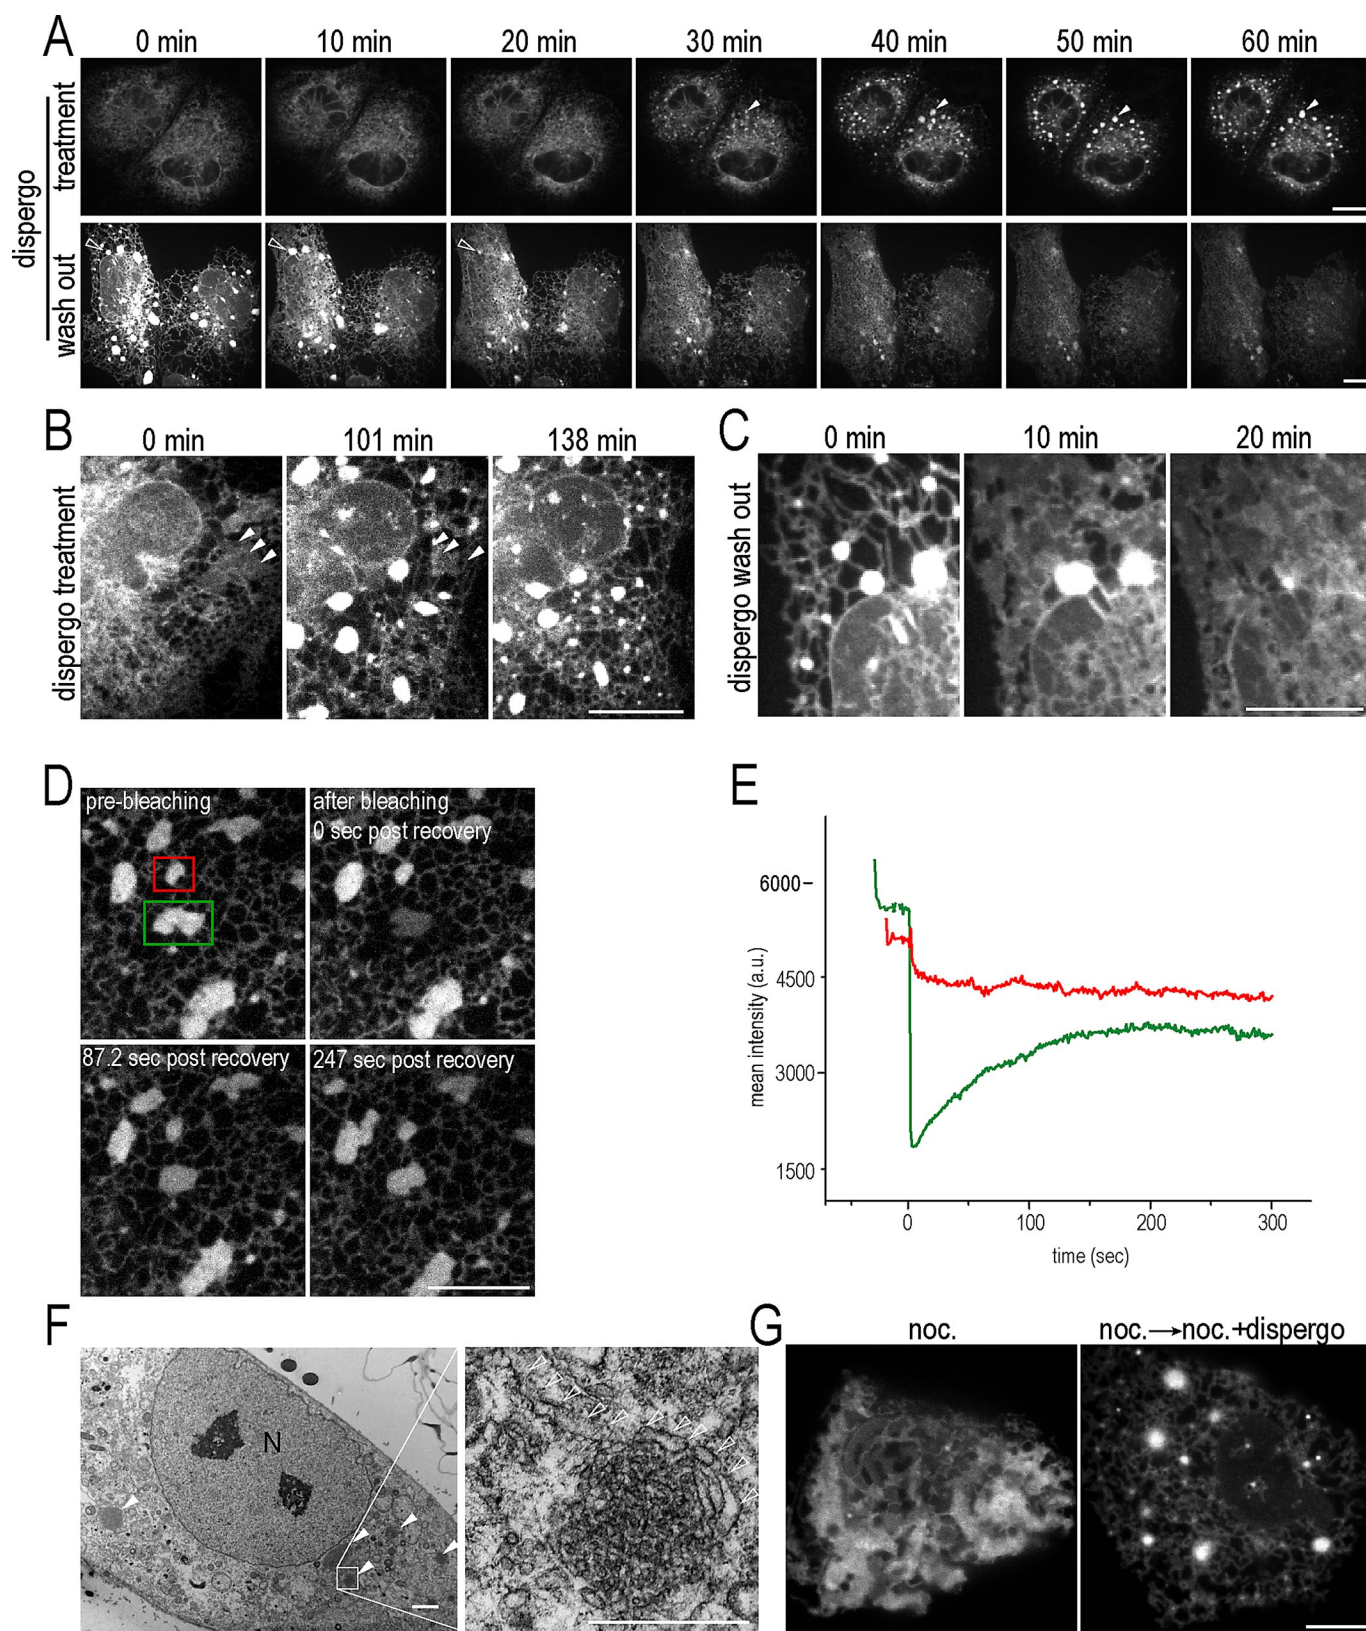 A
0 min 10 min 20 min 30 min 40 min 50 min 60 min
dispergo
treatment
wash out
B
0 min 101 min 138 min
dispergo treatment
C
0 min 10 min 20 min
dispergo wash out
D
pre-bleaching
after bleaching
0 sec post recovery
87.2 sec post recovery
247 sec post recovery
E
6000
4500
3000
1500
mean intensity (a.u.)
0 100 200 300
time (sec)
F
N
G
noc.
noc.→noc.+dispergo